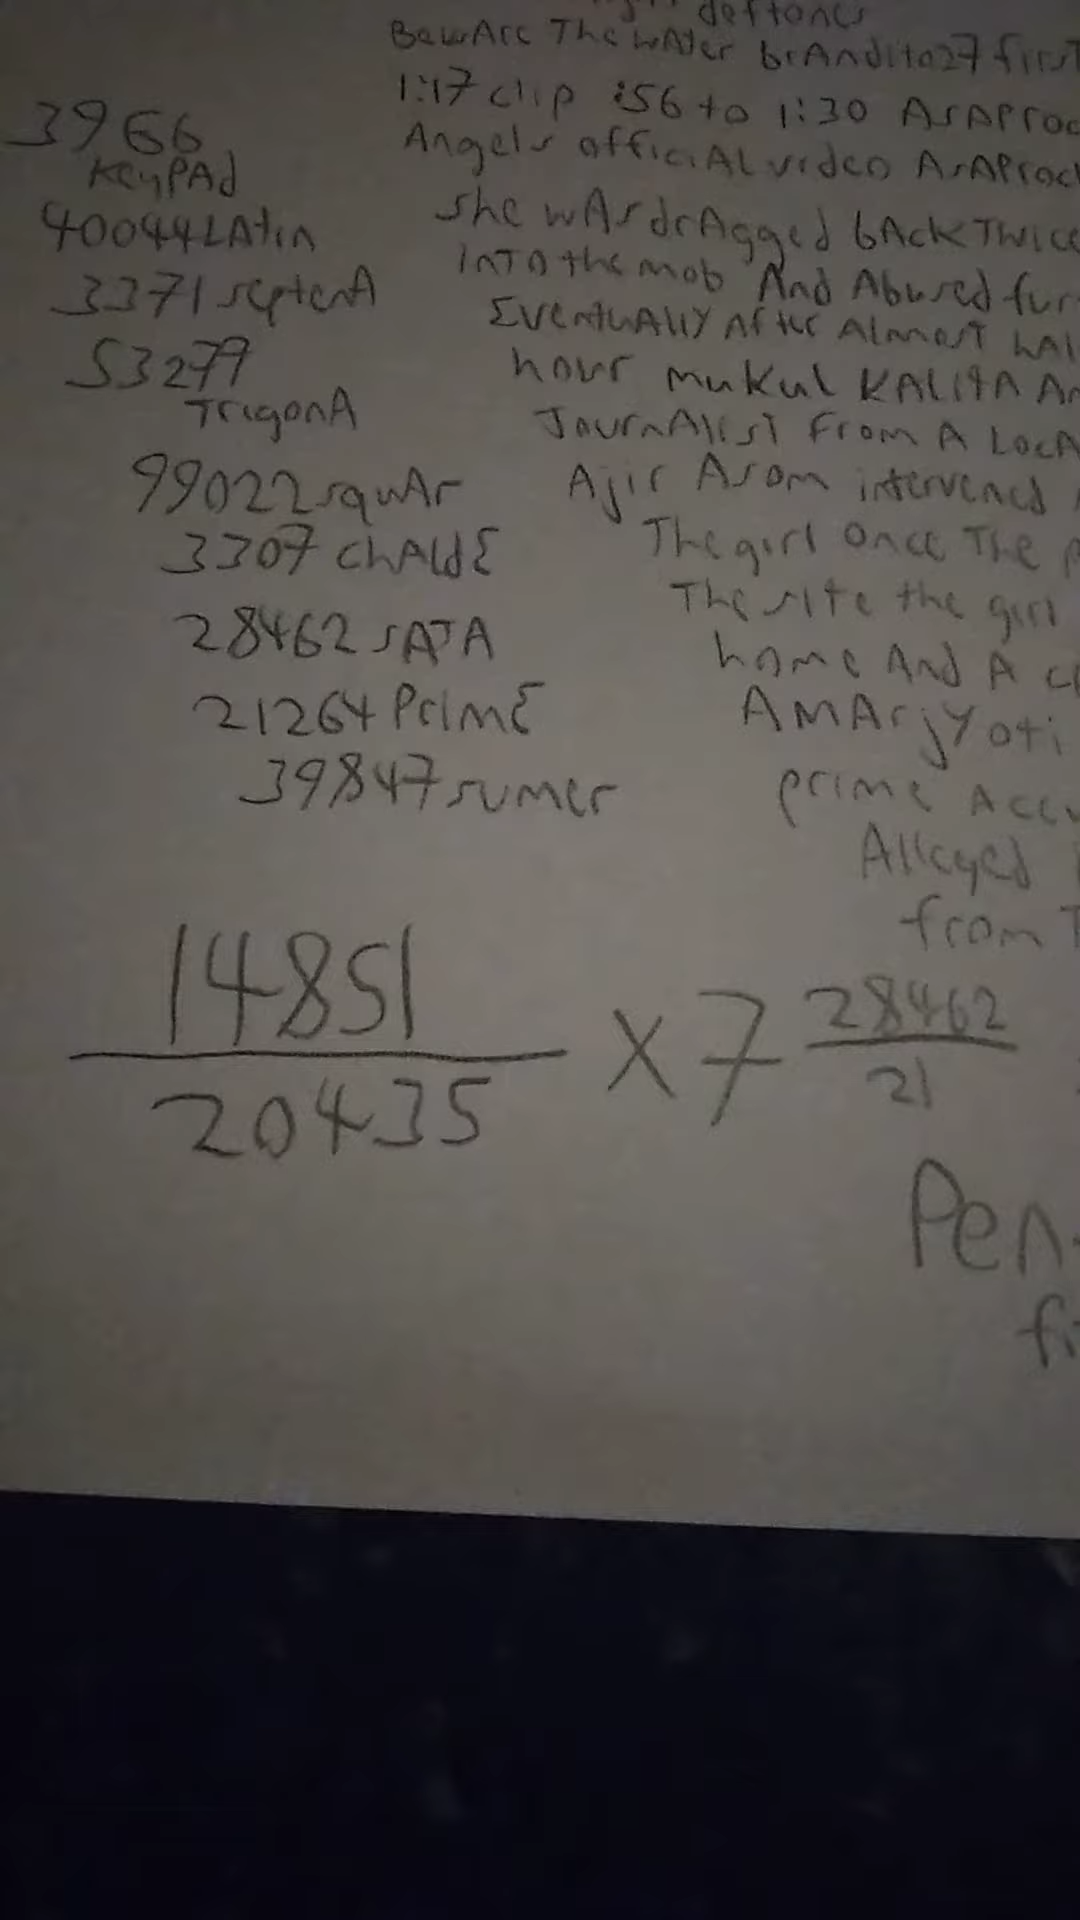 deftones
BewAre The wAter brAndito27 first
1:17 clip :56 to 1:30 AsAProc
Angels officiAL video AsAProck
3966
KeyPAd
she wAs drAgged bAck Twice
40044 LAtin
into the mob And Abused fur
3371 septenA
EventuAlly After Almost hAl
53279
hour mukul KALitA An
TrigonA
JournAlist From A LocA
99022 squAr
Ajir Asom intervened
3307 ChAldE
The girl Once The p
28462 sATA
The site the girl
21264 PrimE
home And A c
39847 sumer
AMArjyoti
prime Accu
Alleged
from T
14851
20435
x7
28462
21
Pen
fi